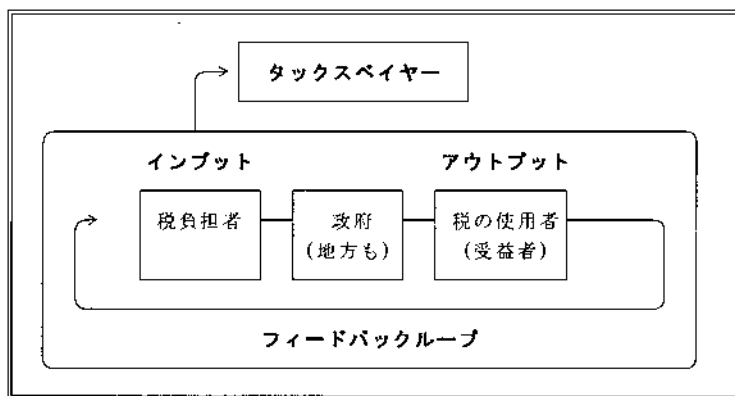 タックスペイヤー
インプット
アウトプット
税負担者
政府
(地方も)
税の使用者
(受益者)
フィードバックループ